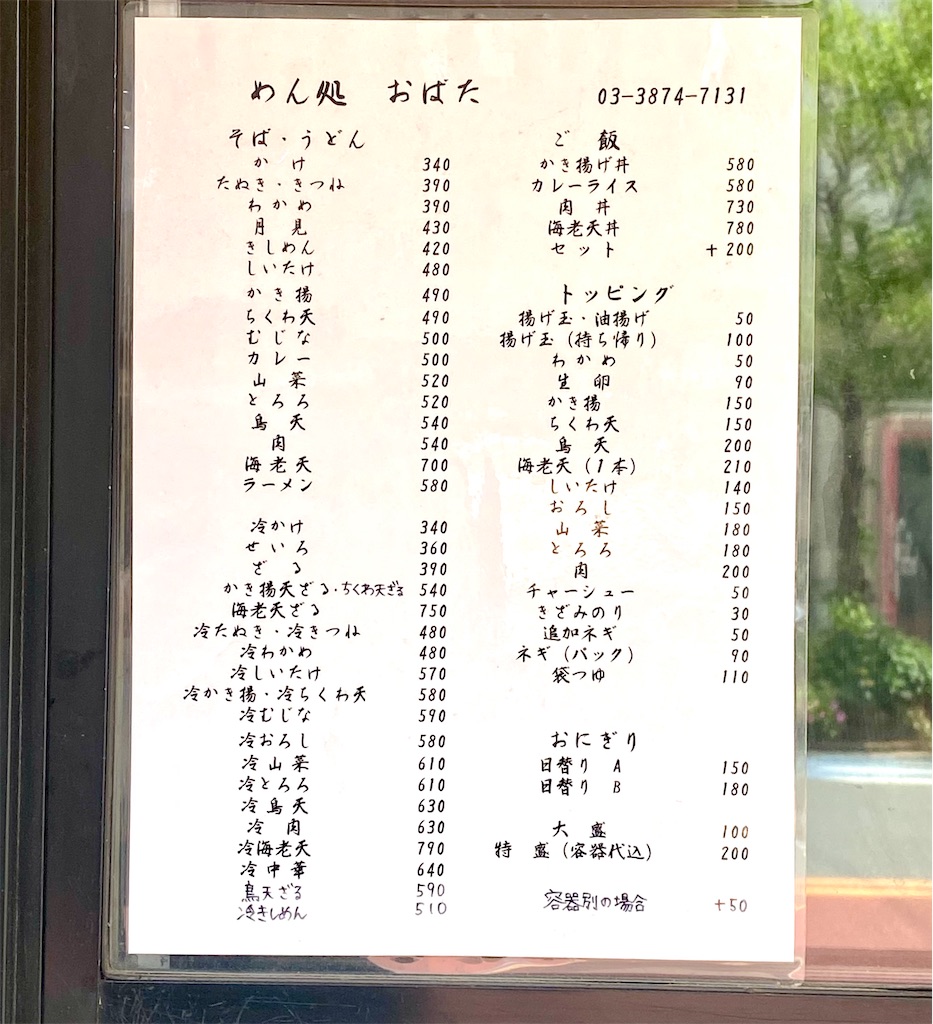 めん処 おばた 03-3874-7131
そば・うどん
かけ 340
たぬき・きつね 390
わかめ 390
月見 430
きしめん 420
しいたけ 480
かき揚 490
ちくわ天 490
むじな 500
カレー 500
山菜 520
とろろ 520
鳥天 540
肉 540
海老天 700
ラーメン 580
冷かけ 340
せいろ 360
ざる 390
かき揚天ざる・ちくわ天ざる 540
海老天ざる 750
冷たぬき・冷きつね 480
冷わかめ 480
冷しいたけ 570
冷かき揚・冷ちくわ天 580
冷むじな 590
冷おろし 580
冷山菜 610
冷とろろ 610
冷鳥天 630
冷肉 630
冷海老天 790
冷中華 640
鳥天ざる 590
冷きしめん 510
ご飯
かき揚げ丼 580
カレーライス 580
肉丼 730
海老天丼 780
セット +200
トッピング
揚げ玉・油揚げ 50
揚げ玉(持ち帰り) 100
わかめ 50
生卵 90
かき揚 150
ちくわ天 150
鳥天 200
海老天(1本) 210
しいたけ 140
おろし 150
山菜 180
とろろ 180
肉 200
チャーシュー 50
きざみのり 30
追加ネギ 50
ネギ(パック) 90
袋つゆ 110
おにぎり
日替り A 150
日替り B 180
大盛 100
特盛(容器代込) 200
容器別の場合 +50